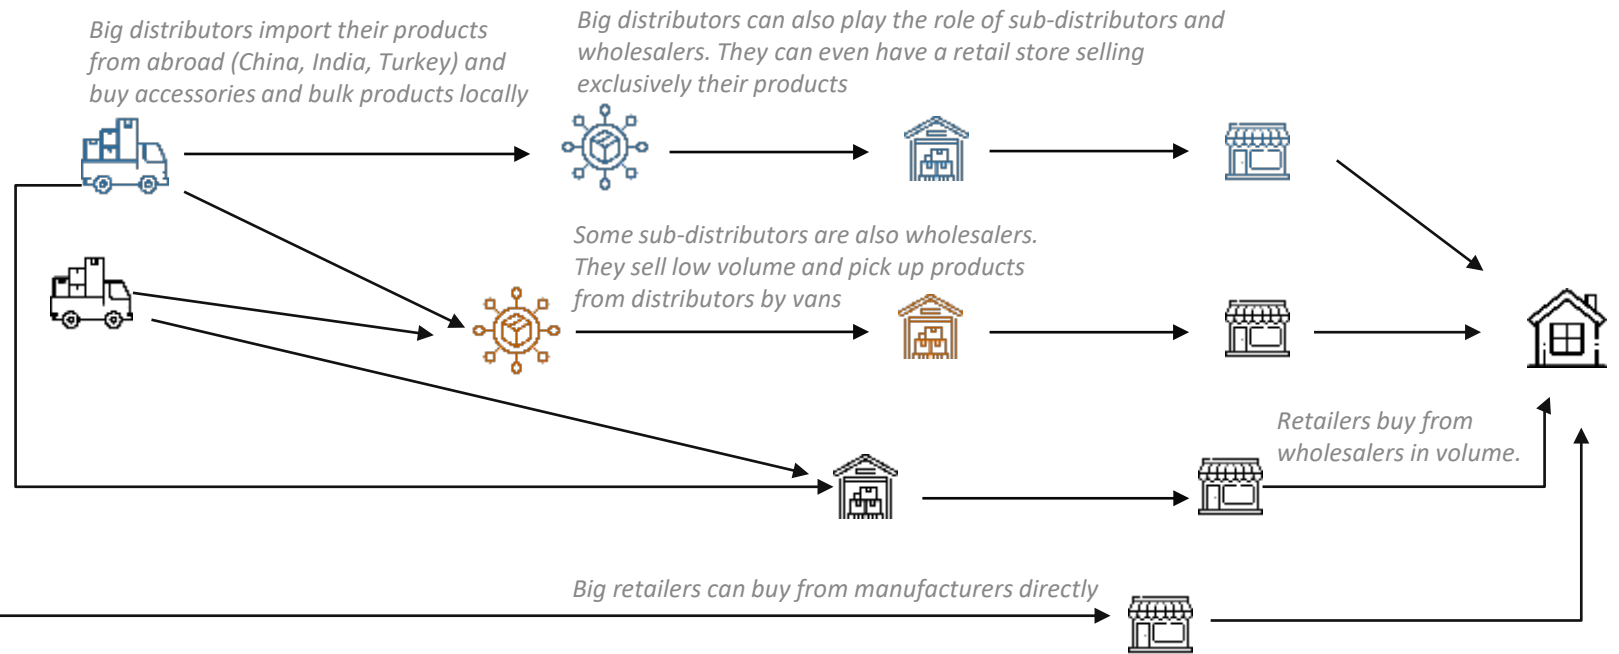 Big distributors import their products
from abroad (China, India, Turkey) and
buy accessories and bulk products locally
Big distributors can also play the role of sub-distributors and
wholesalers. They can even have a retail store selling
exclusively their products
Some sub-distributors are also wholesalers.
They sell low volume and pick up products
from distributors by vans
Retailers buy from
wholesalers in volume.
Big retailers can buy from manufacturers directly